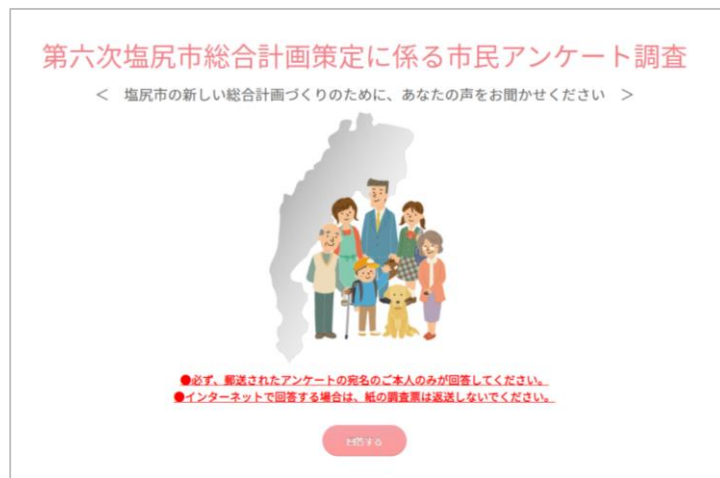 第六次塩尻市総合計画策定に係る市民アンケート調査
＜　塩尻市の新しい総合計画づくりのために、あなたの声をお聞かせください　＞
●必ず、郵送されたアンケートの宛名のご本人のみが回答してください。
●インターネットで回答する場合は、紙の調査票は返送しないでください。
回答する